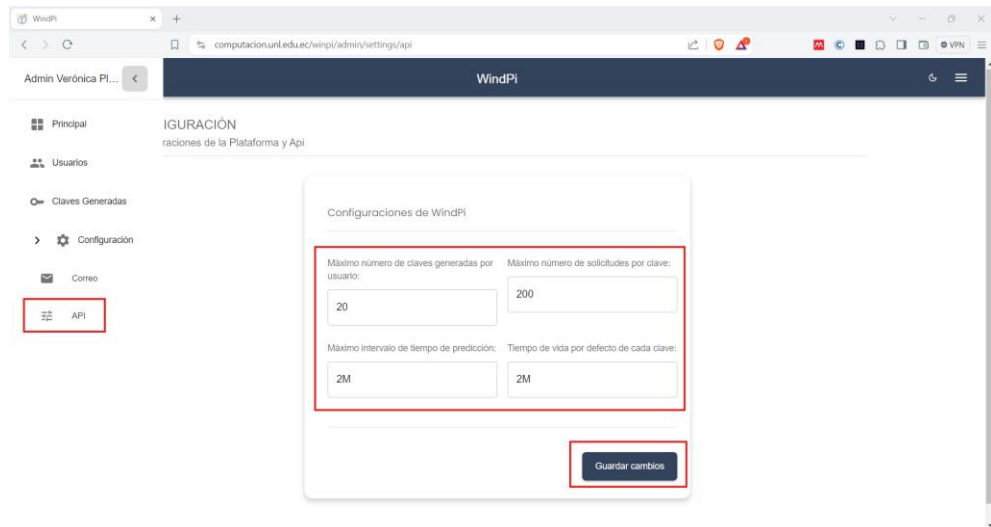 WindPi
computacion.unl.edu.ec/winpi/admin/settings/api
VPN
Admin Verónica Pl...
WindPi
Principal
Usuarios
Claves Generadas
Configuración
Correo
API
IGURACIÓN
raciones de la Plataforma y Api
Configuraciones de WindPi
Máximo número de claves generadas por
usuario:
20
Máximo número de solicitudes por clave:
200
Máximo intervalo de tiempo de predicción:
2M
Tiempo de vida por defecto de cada clave:
2M
Guardar cambios